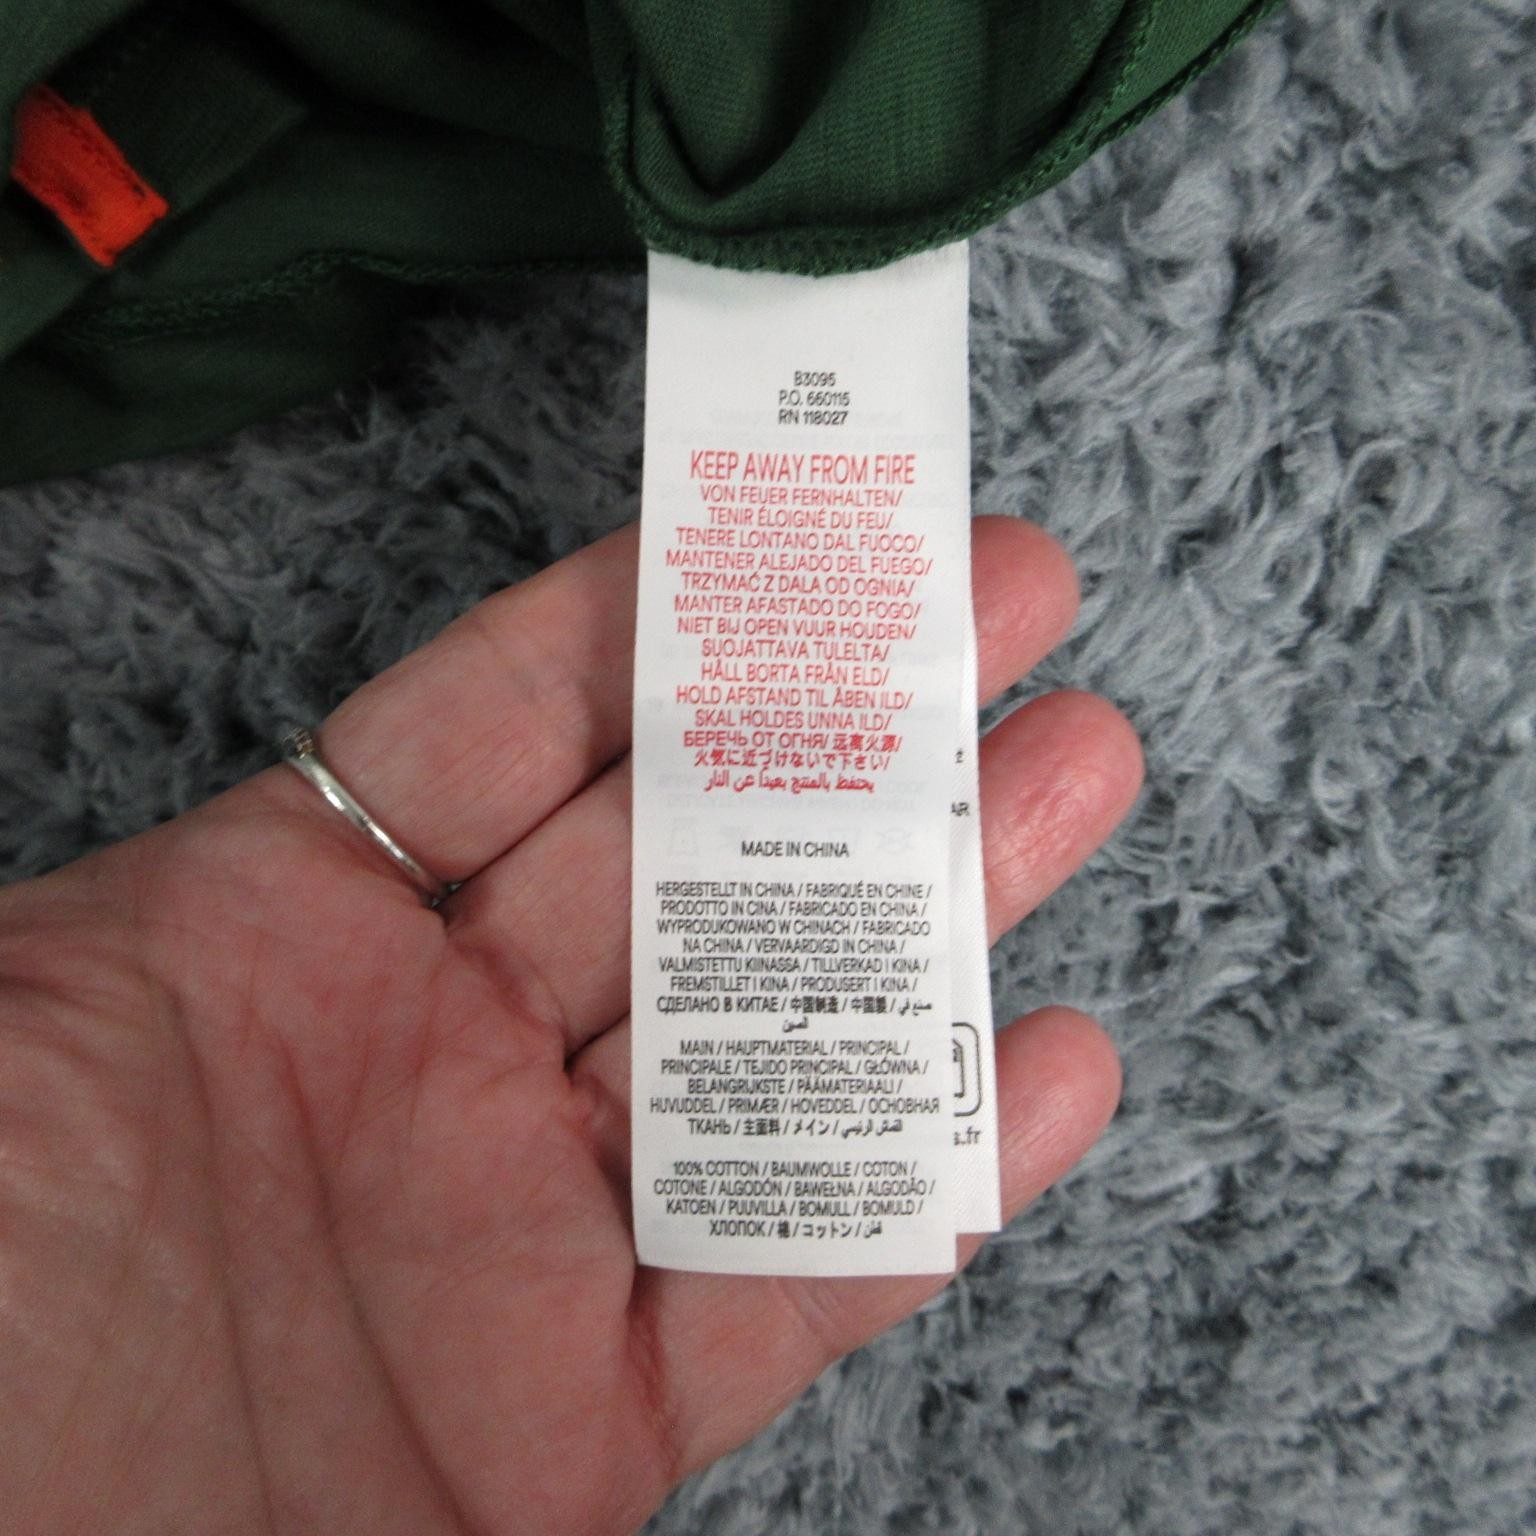 B3095
P.O. 660115
RN 118027
KEEP AWAY FROM FIRE
VON FEUER FERNHALTEN/
TENIR ÉLOIGNÉ DU FEU/
TENERE LONTANO DAL FUOCO/
MANTENER ALEJADO DEL FUEGO/
TRZYMAĆ Z DALA OD OGNIA/
MANTER AFASTADO DO FOGO/
NIET BIJ OPEN VUUR HOUDEN/
SUOJATTAVA TULELTA/
HÅLL BORTA FRÅN ELD/
HOLD AFSTAND TIL ÅBEN ILD/
SKAL HOLDES UNNA ILD/
БЕРЕЧЬ ОТ ОГНЯ/ 远离火源/
火気に近づけないで下さい/
يحتفظ بالمنتج بعيداً عن النار
MADE IN CHINA
HERGESTELLT IN CHINA / FABRIQUÉ EN CHINE /
PRODOTTO IN CINA / FABRICADO EN CHINA /
WYPRODUKOWANO W CHINACH / FABRICADO
NA CHINA / VERVAARDIGD IN CHINA /
VALMISTETTU KIINASSA / TILLVERKAD I KINA /
FREMSTILLET I KINA / PRODUSERT I KINA /
СДЕЛАНО В КИТАЕ / 中国制造 / 中国製 / صنع في
الصين
MAIN / HAUPTMATERIAL / PRINCIPAL /
PRINCIPALE / TEJIDO PRINCIPAL / GŁÓWNA /
BELANGRIJKSTE / PÄÄMATERIAALI /
HUVUDDEL / PRIMÆR / HOVEDDEL / ОСНОВНАЯ
ТКАНЬ / 主面料 / メイン / القماش الرئيسي
100% COTTON / BAUMWOLLE / COTON /
COTONE / ALGODÓN / BAWEŁNA / ALGODÃO /
KATOEN / PUUVILLA / BOMULL / BOMULD /
ХЛОПОК / 棉 / コットン / قطن
s.fr